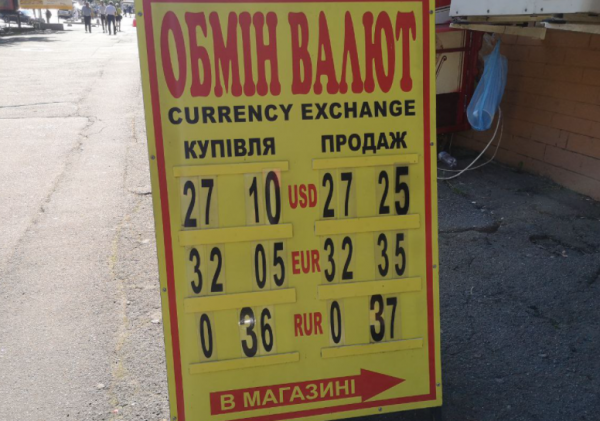 ОБМІН ВАЛЮТ
CURRENCY EXCHANGE
КУПІВЛЯ ПРОДАЖ
27 10 USD 27 25
32 05 EUR 32 35
0 36 RUR 0 37
В МАГАЗИНІ